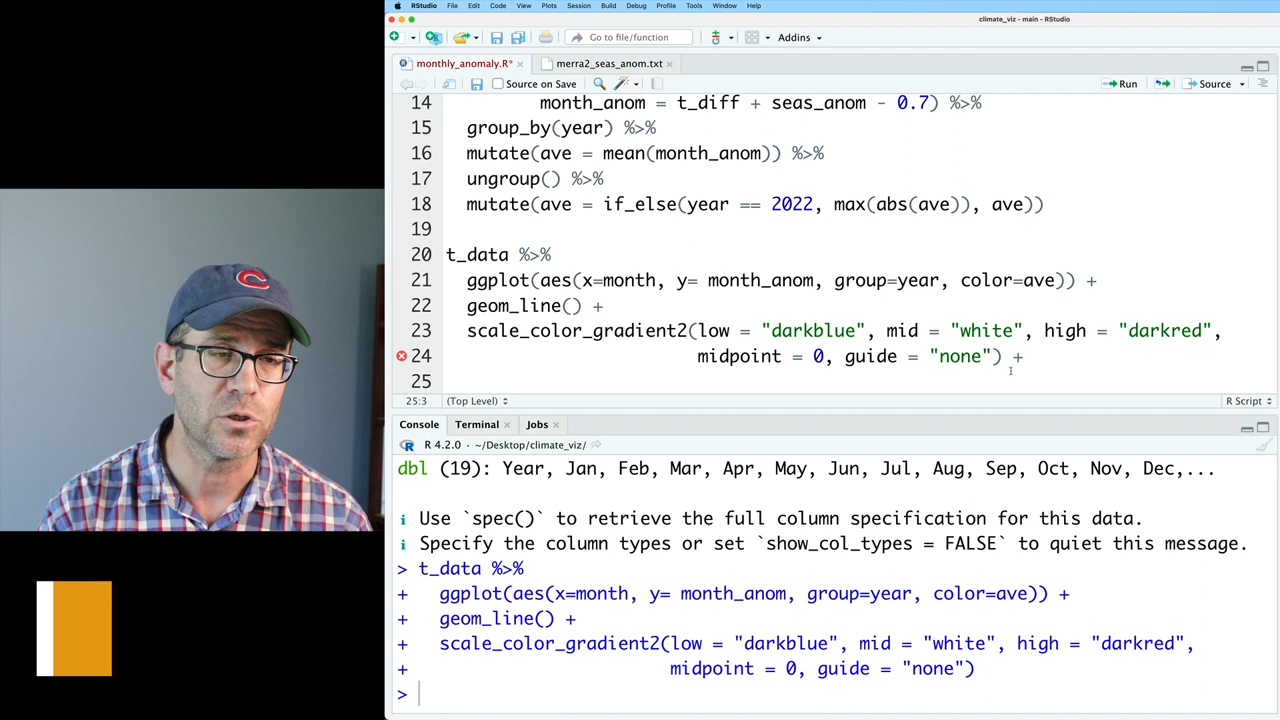 RStudio File Edit Code View Plots Session Build Debug Profile Tools Window Help
climate_viz - main - RStudio
Go to file/function Addins
monthly_anomaly.R* merra2_seas_anom.txt
Source on Save Run Source
14 month_anom = t_diff + seas_anom - 0.7) %>%
15 group_by(year) %>%
16 mutate(ave = mean(month_anom)) %>%
17 ungroup() %>%
18 mutate(ave = if_else(year == 2022, max(abs(ave)), ave))
19
20 t_data %>%
21 ggplot(aes(x=month, y= month_anom, group=year, color=ave)) +
22 geom_line() +
23 scale_color_gradient2(low = "darkblue", mid = "white", high = "darkred",
24 midpoint = 0, guide = "none") +
25
25:3 (Top Level) R Script
Console Terminal Jobs
R 4.2.0 · ~/Desktop/climate_viz/
dbl (19): Year, Jan, Feb, Mar, Apr, May, Jun, Jul, Aug, Sep, Oct, Nov, Dec,...
i Use `spec()` to retrieve the full column specification for this data.
i Specify the column types or set `show_col_types = FALSE` to quiet this message.
> t_data %>%
+ ggplot(aes(x=month, y= month_anom, group=year, color=ave)) +
+ geom_line() +
+ scale_color_gradient2(low = "darkblue", mid = "white", high = "darkred",
+ midpoint = 0, guide = "none")
>